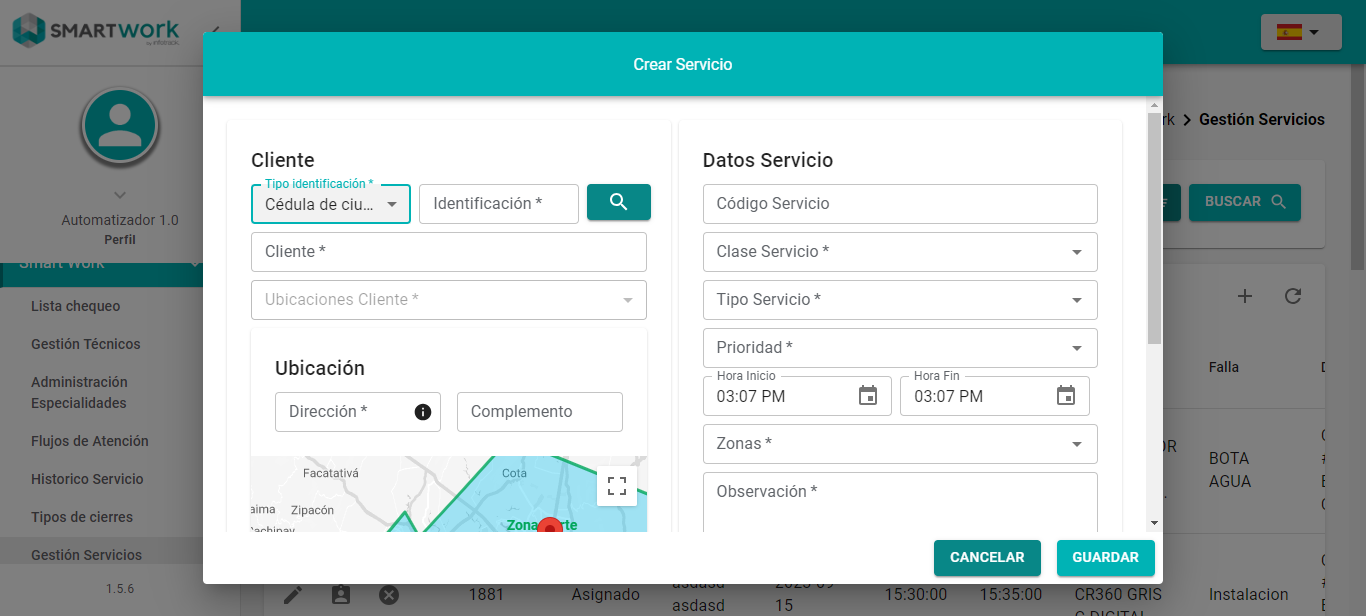 SMARTWORK
by infotrack
Automatizador 1.0
Perfil
Smart Work
Lista chequeo
Gestión Técnicos
Administración
Especialidades
Flujos de Atención
Historico Servicio
Tipos de cierres
Gestión Servicios
1.5.6
Crear Servicio
Cliente
Tipo identificación *
Cédula de ciu...
Identificación *
Cliente *
Ubicaciones Cliente *
Ubicación
Dirección *
Complemento
Facatativá
Cota
Zipacón
Datos Servicio
Código Servicio
Clase Servicio *
Tipo Servicio *
Prioridad *
Hora Inicio
03:07 PM
Hora Fin
03:07 PM
Zonas *
Observación *
CANCELAR
GUARDAR
rk > Gestión Servicios
BUSCAR
Falla
BOTA
AGUA
1881
Asignado
asdasd
asdasd
15
15:30:00
15:35:00
CR360 GRIS
Instalacion